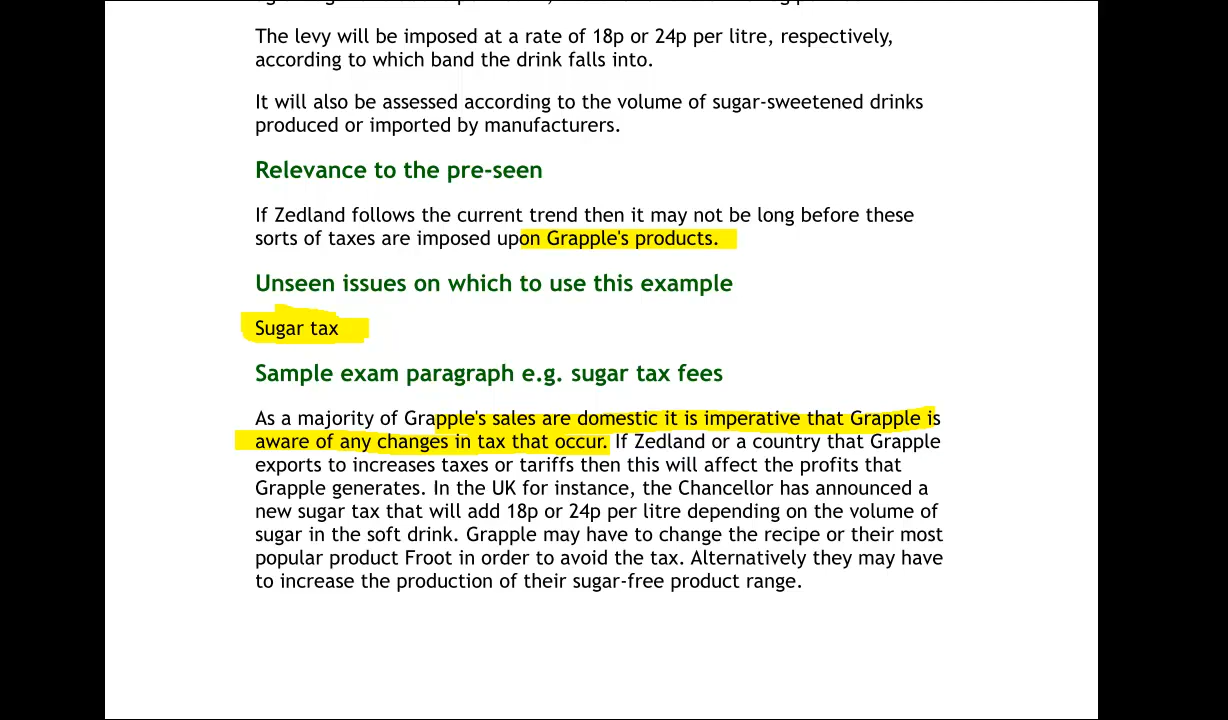 The levy will be imposed at a rate of 18p or 24p per litre, respectively,
according to which band the drink falls into.
It will also be assessed according to the volume of sugar-sweetened drinks
produced or imported by manufacturers.
Relevance to the pre-seen
If Zedland follows the current trend then it may not be long before these
sorts of taxes are imposed upon Grapple's products.
Unseen issues on which to use this example
Sugar tax
Sample exam paragraph e.g. sugar tax fees
As a majority of Grapple's sales are domestic it is imperative that Grapple is
aware of any changes in tax that occur. If Zedland or a country that Grapple
exports to increases taxes or tariffs then this will affect the profits that
Grapple generates. In the UK for instance, the Chancellor has announced a
new sugar tax that will add 18p or 24p per litre depending on the volume of
sugar in the soft drink. Grapple may have to change the recipe or their most
popular product Froot in order to avoid the tax. Alternatively they may have
to increase the production of their sugar-free product range.